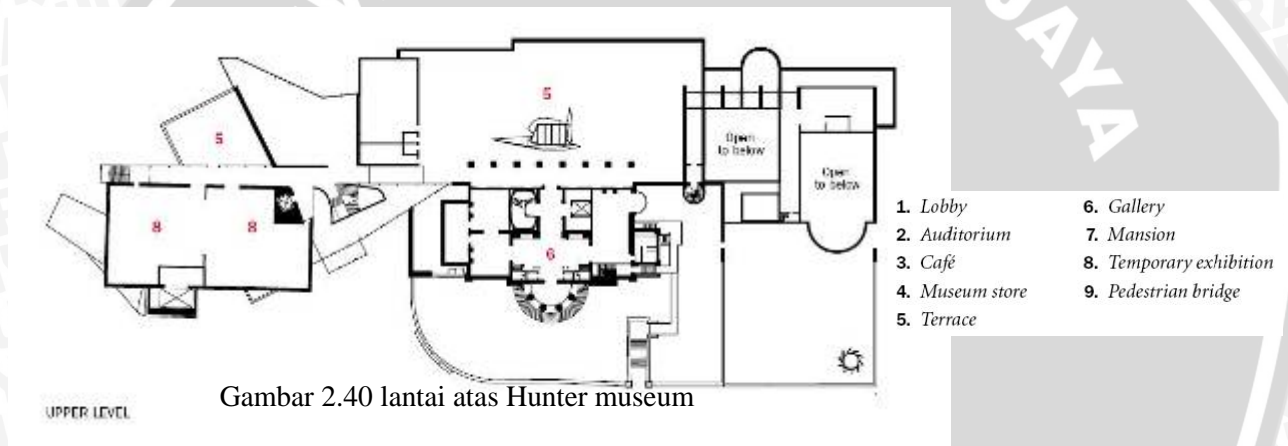 JAYA
5
5
Open
to below
Open
to below
8
8
6
1. Lobby
2. Auditorium
3. Café
4. Museum store
5. Terrace
6. Gallery
7. Mansion
8. Temporary exhibition
9. Pedestrian bridge
Gambar 2.40 lantai atas Hunter museum
UPPER LEVEL